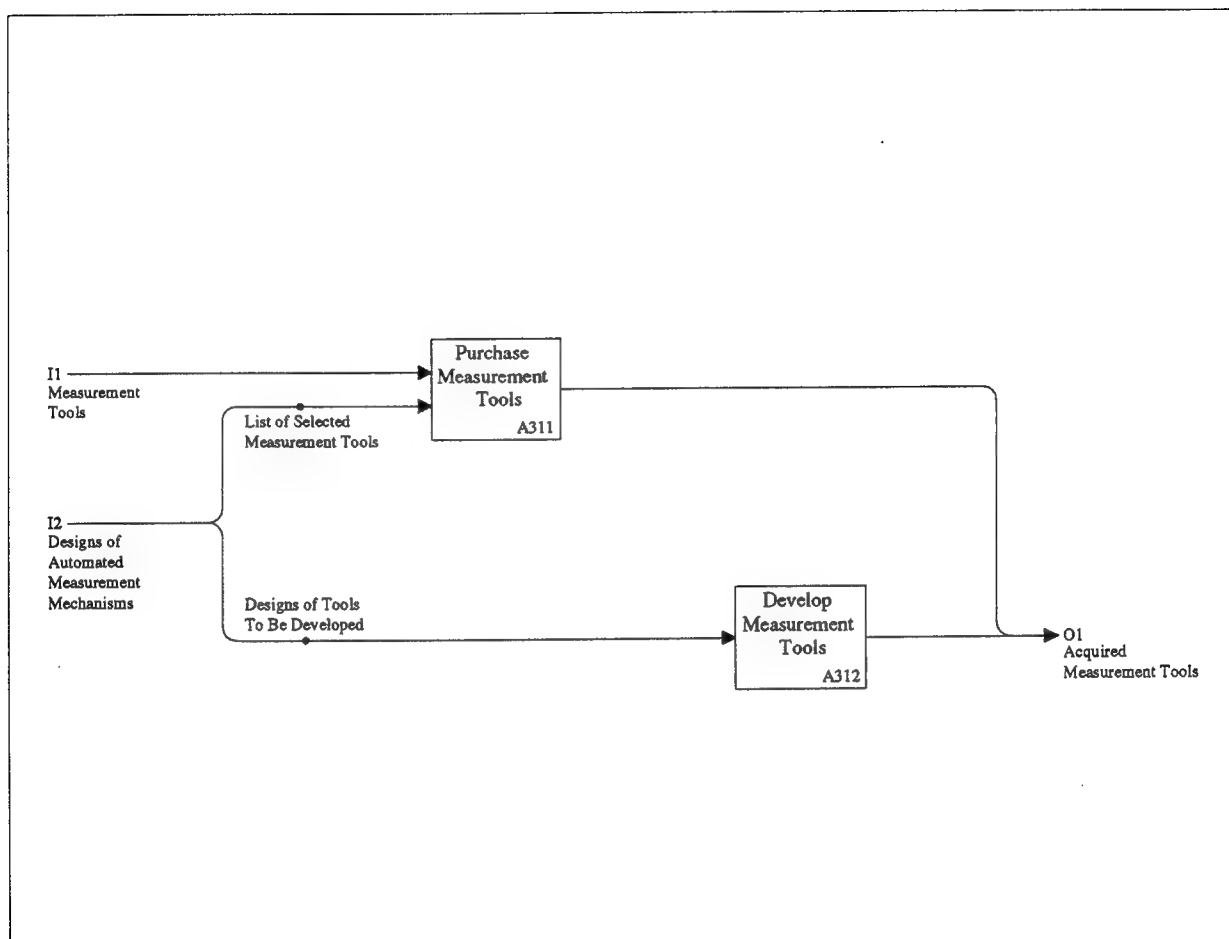 Purchase
Measurement
Tools
A311
I1
Measurement
Tools
List of Selected
Measurement Tools
I2
Designs of
Automated
Measurement
Mechanisms
Designs of Tools
To Be Developed
Develop
Measurement
Tools
A312
O1
Acquired
Measurement Tools